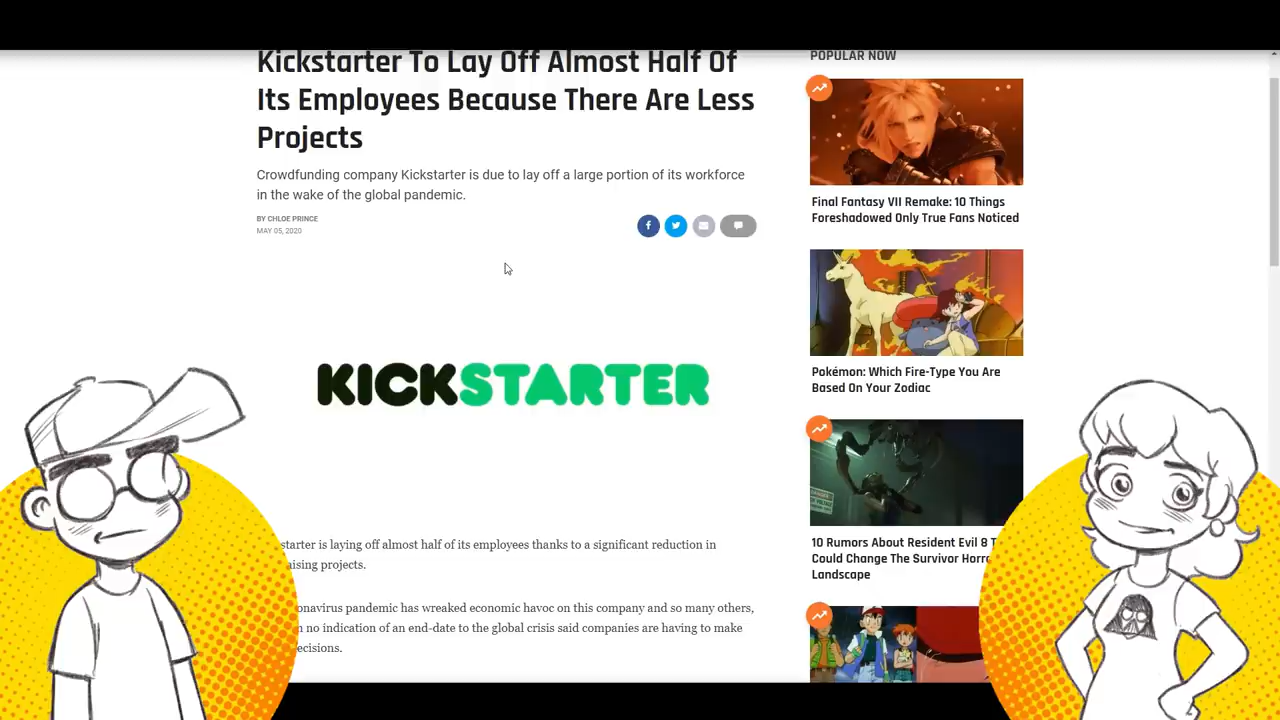 Kickstarter To Lay Off Almost Half Of
Its Employees Because There Are Less
Projects
Crowdfunding company Kickstarter is due to lay off a large portion of its workforce
in the wake of the global pandemic.
BY CHLOE PRINCE
MAY 05, 2020
KICKSTARTER
starter is laying off almost half of its employees thanks to a significant reduction in
aising projects.
onavirus pandemic has wreaked economic havoc on this company and so many others,
no indication of an end-date to the global crisis said companies are having to make
ecisions.
POPULAR NOW
Final Fantasy VII Remake: 10 Things
Foreshadowed Only True Fans Noticed
Pokémon: Which Fire-Type You Are
Based On Your Zodiac
10 Rumors About Resident Evil 8 T
Could Change The Survivor Horr
Landscape